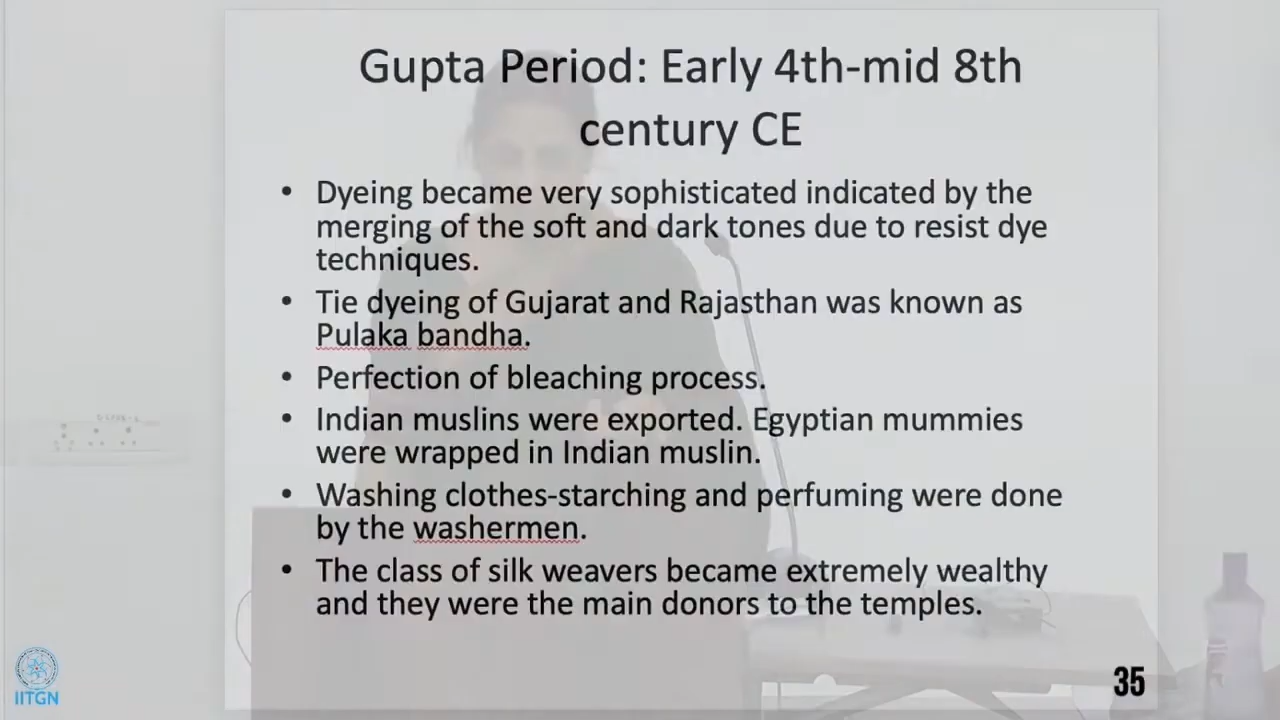 Gupta Period: Early 4th-mid 8th
century CE
• Dyeing became very sophisticated indicated by the
merging of the soft and dark tones due to resist dye
techniques.
• Tie dyeing of Gujarat and Rajasthan was known as
Pulaka bandha.
• Perfection of bleaching process.
• Indian muslins were exported. Egyptian mummies
were wrapped in Indian muslin.
• Washing clothes-starching and perfuming were done
by the washermen.
• The class of silk weavers became extremely wealthy
and they were the main donors to the temples.
35
IITGN